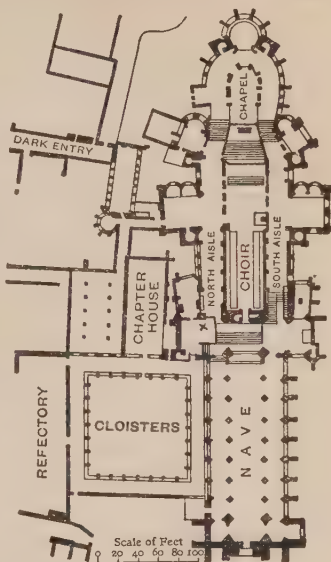 CHAPEL
DARK ENTRY
NORTH AISLE
CHOIR
SOUTH AISLE
CHAPTER
HOUSE
x
REFECTORY
CLOISTERS
NAVE
Scale of Feet
0 20 40 60 80 100